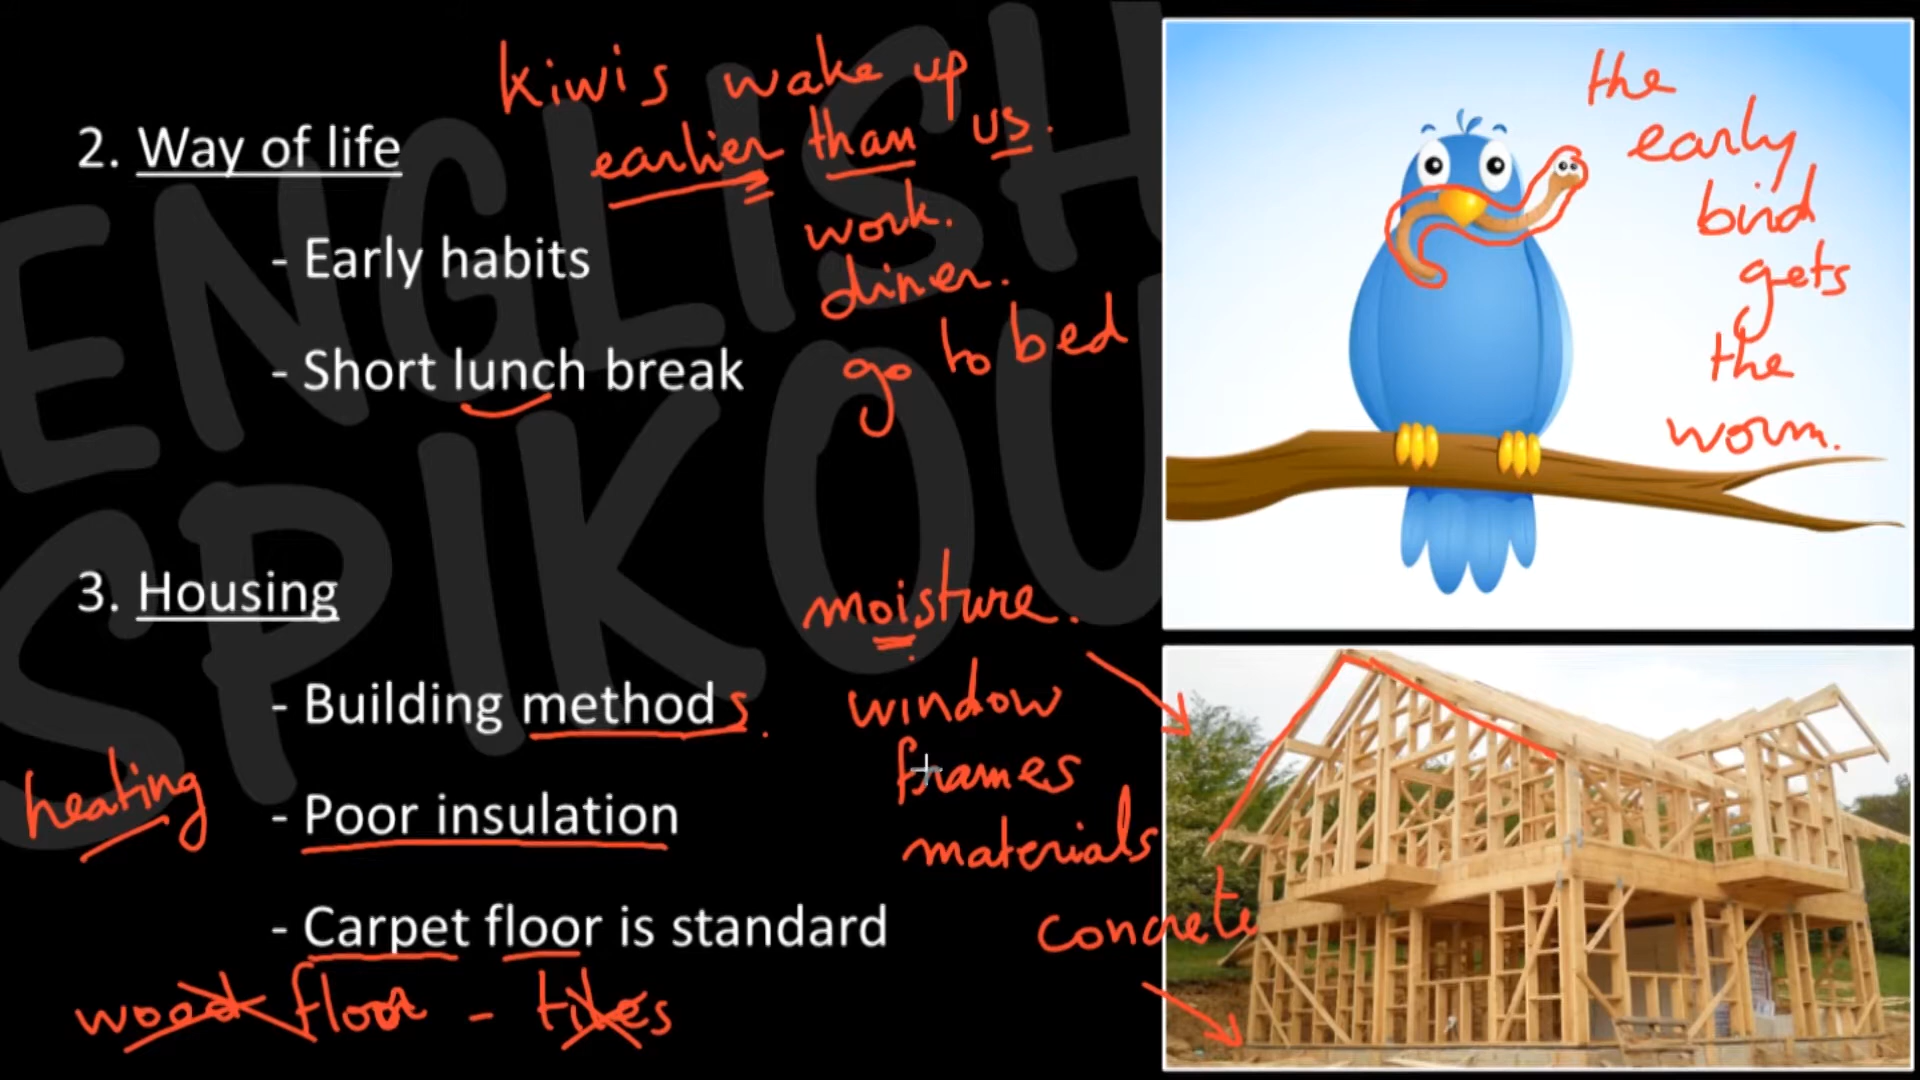 ENGLISH
SPIKOU
kiwis wake up
earlier than us.
2. Way of life
work.
- Early habits
diner.
- Short lunch break
go to bed
the
early
bird
gets
the
worm.
3. Housing
moisture.
- Building methods.
window
frames
heating
- Poor insulation
materials
- Carpet floor is standard
concrete
wood floor - tiles